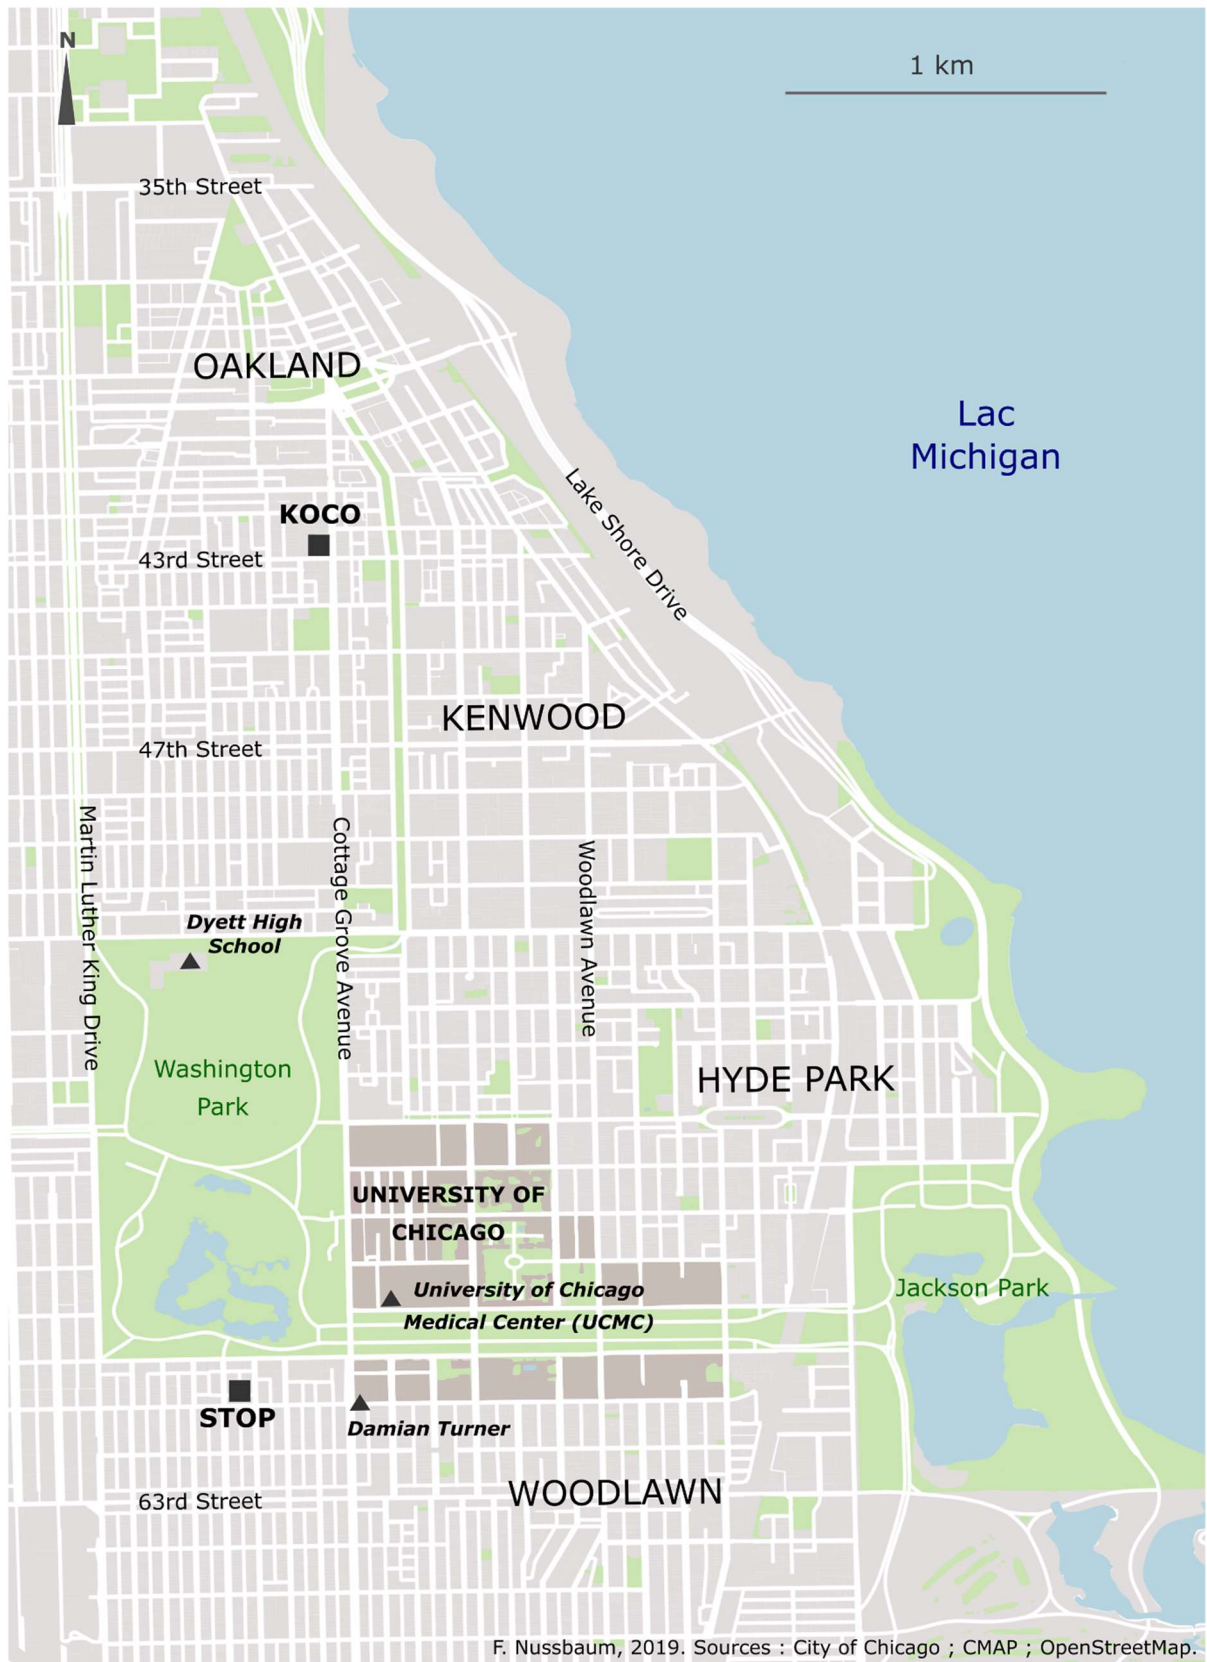 N
1 km
35th Street
OAKLAND
Lac
Michigan
Lake Shore Drive
KOCO
43rd Street
KENWOOD
47th Street
Martin Luther King Drive
Cottage Grove Avenue
Woodlawn Avenue
Dyett High
School
Washington
Park
HYDE PARK
UNIVERSITY OF
CHICAGO
University of Chicago
Medical Center (UCMC)
Jackson Park
STOP
Damian Turner
WOODLAWN
63rd Street
F. Nussbaum, 2019. Sources : City of Chicago ; CMAP ; OpenStreetMap.